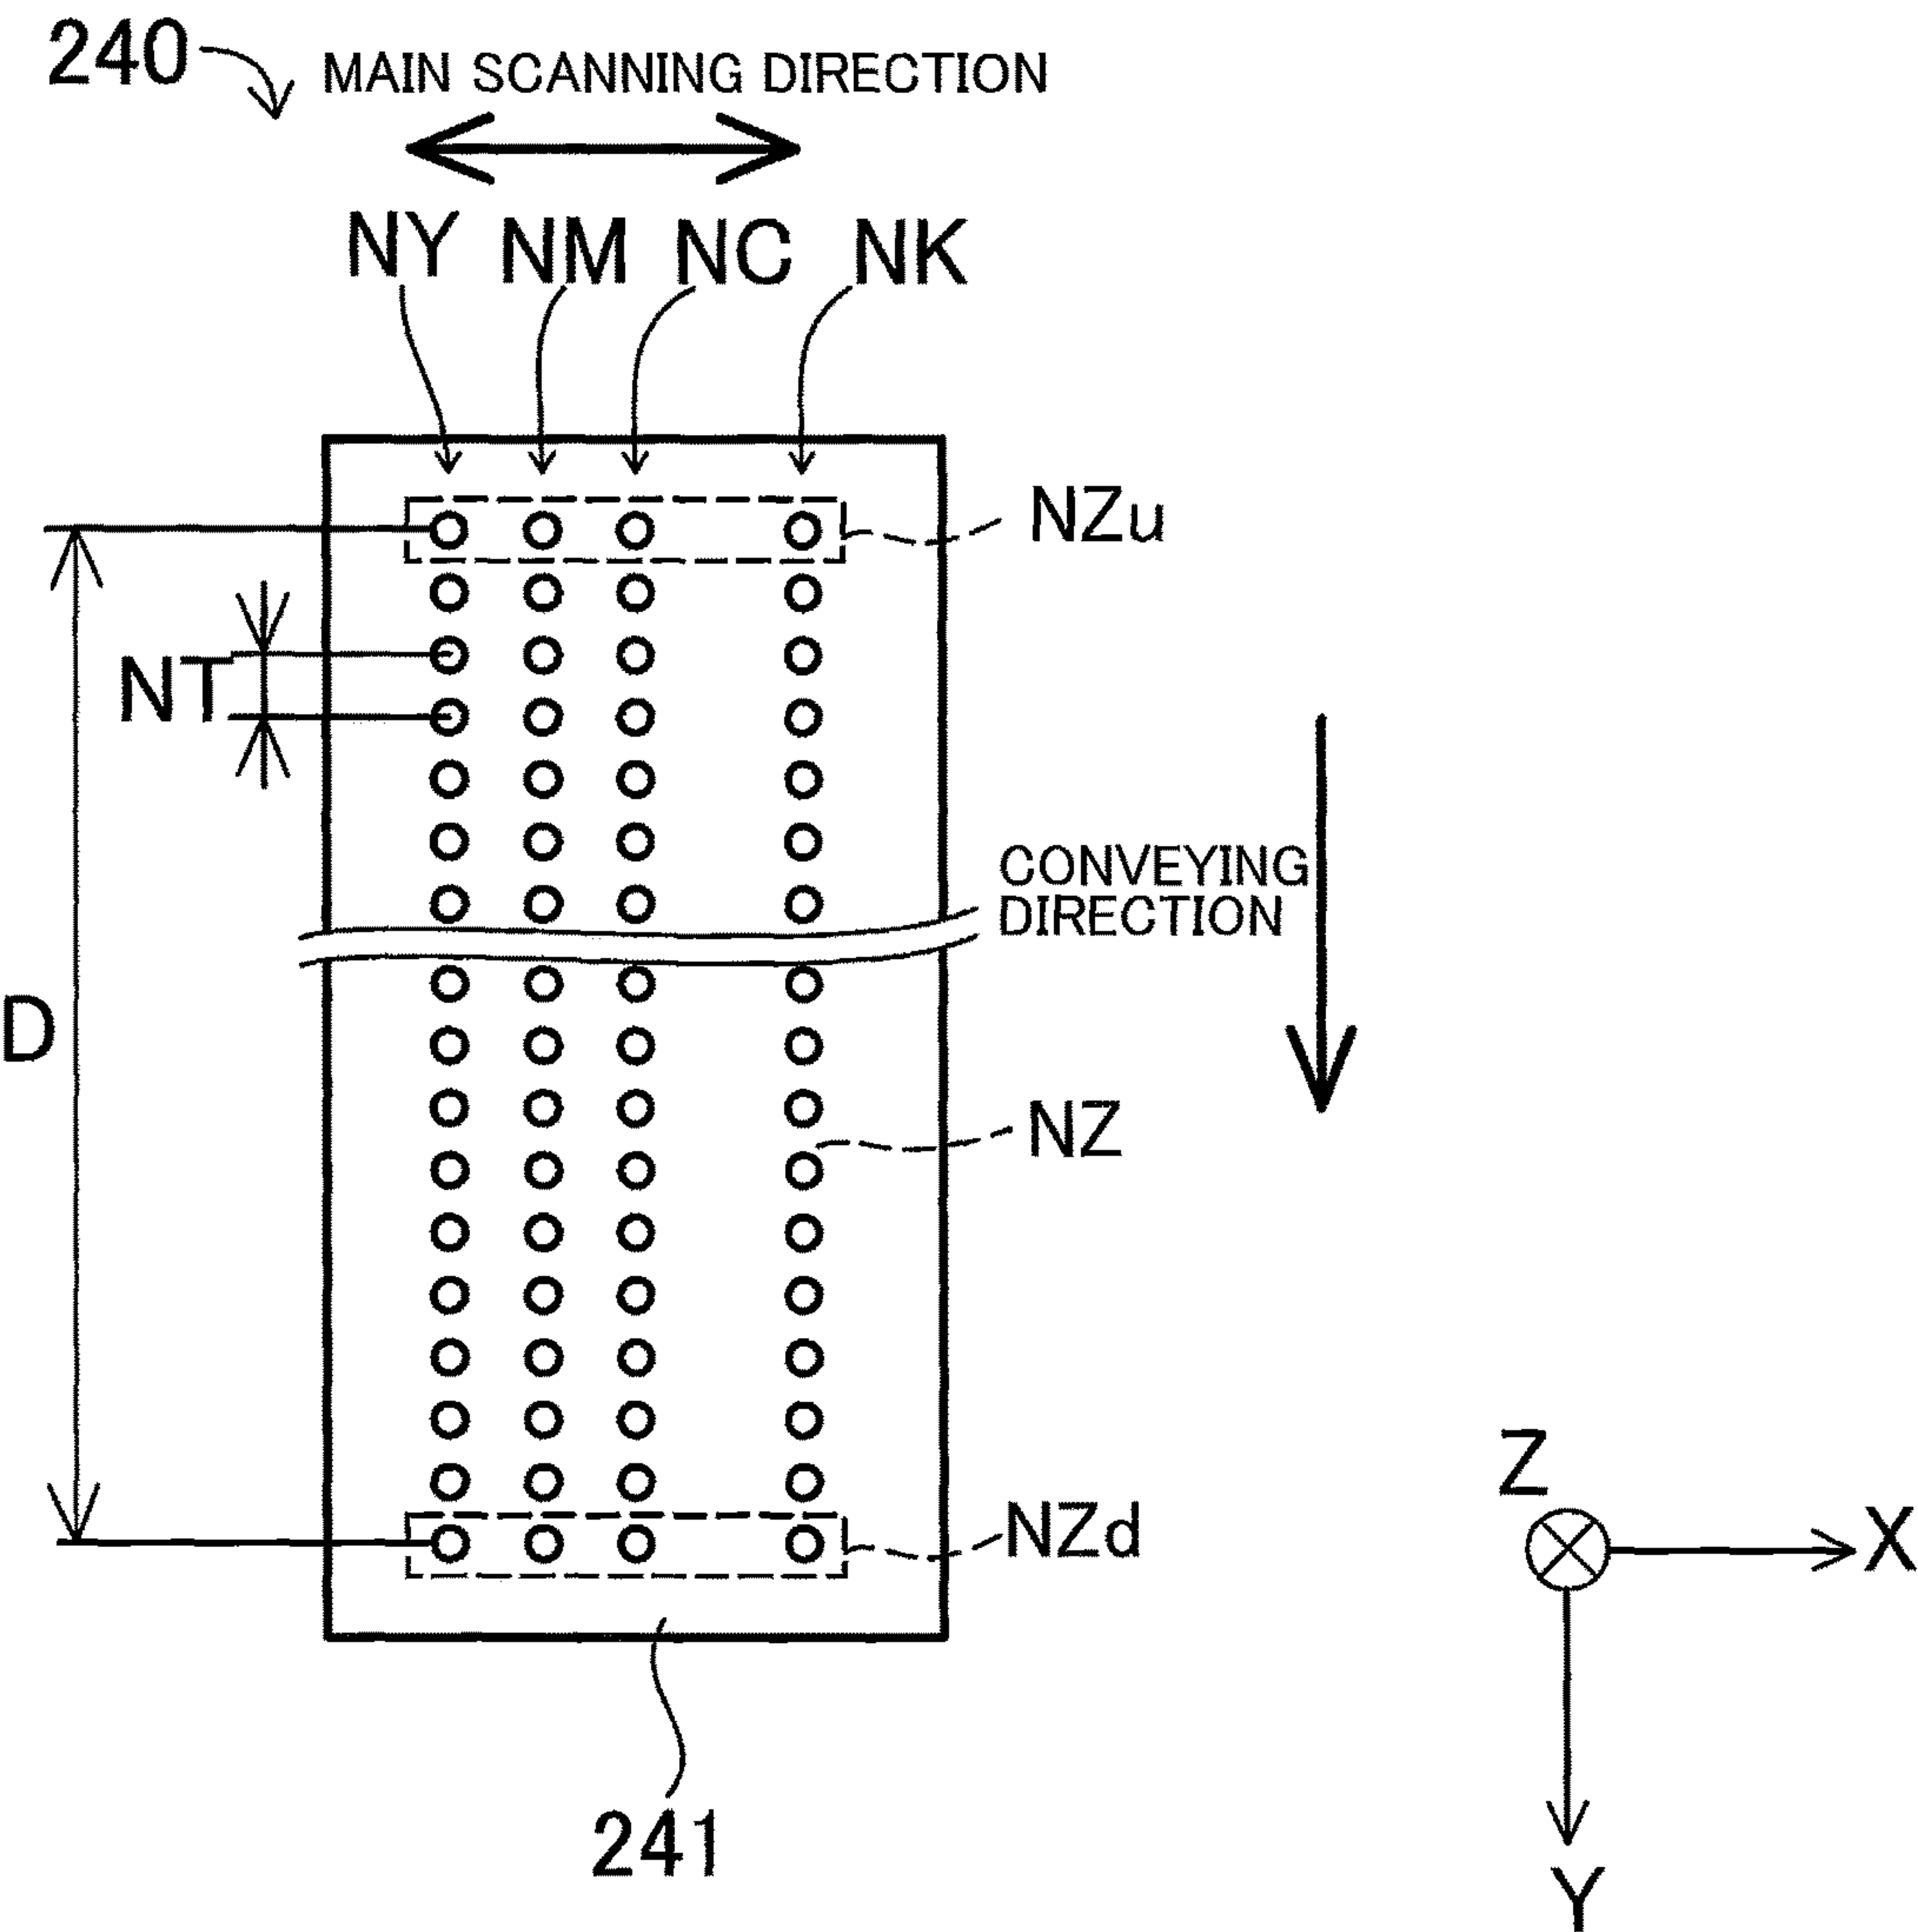 240
MAIN SCANNING DIRECTION
NY NM NC NK
NZu
NT
CONVEYING
DIRECTION
D
NZ
NZd
Z
X
241
Y